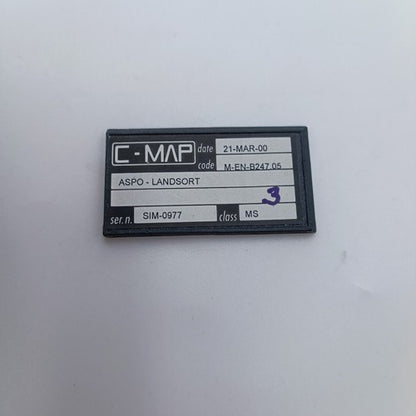 C-MAP date 21-MAR-00
code M-EN-B247.05
ASPO - LANDSORT
3
ser.n. SIM-0977 class MS